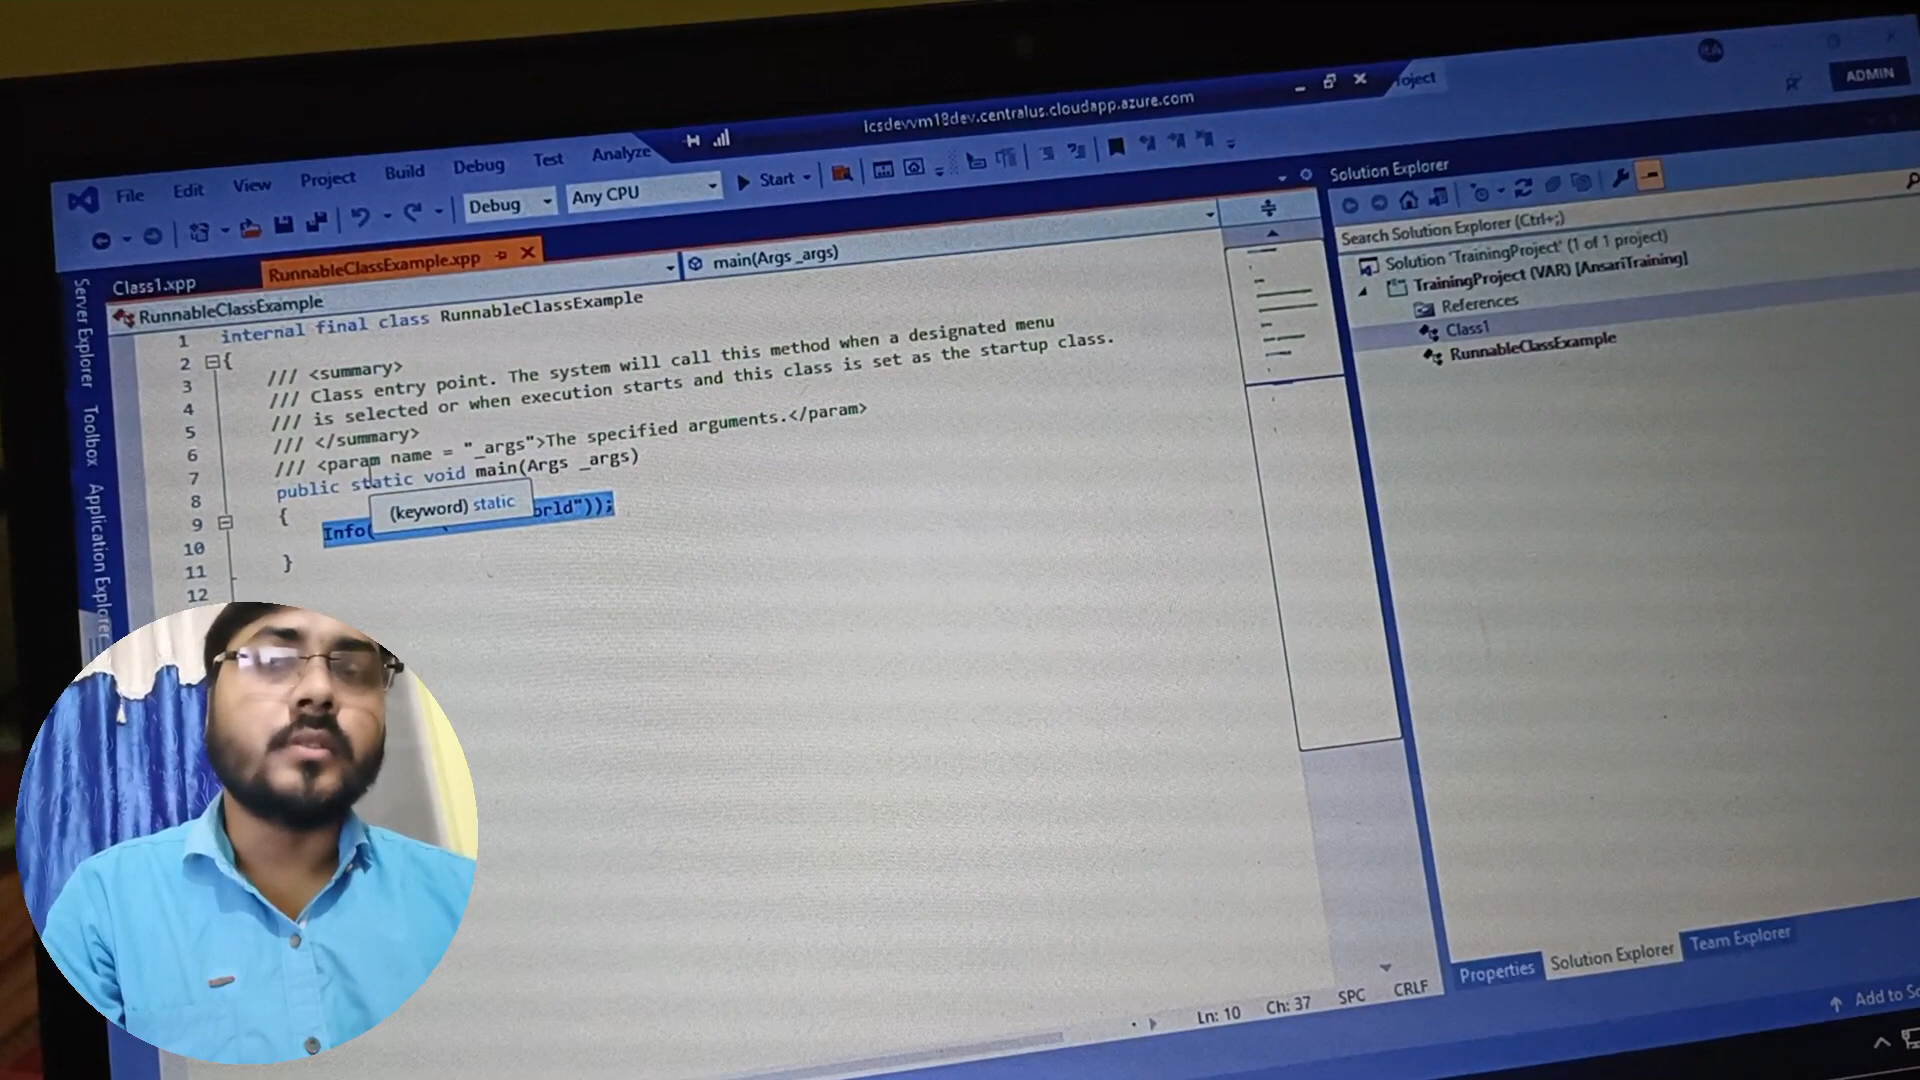 lcsdevvm18dev.centralus.cloudapp.azure.com
roject
ADMIN
File Edit View Project Build Debug Test Analyze
Debug Any CPU Start
Class1.xpp RunnableClassExample.xpp
RunnableClassExample main(Args _args)
1 internal final class RunnableClassExample
2 {
3 /// <summary>
4 /// Class entry point. The system will call this method when a designated menu
5 /// is selected or when execution starts and this class is set as the startup class.
6 /// </summary>
7 /// <param name = "_args">The specified arguments.</param>
8 public static void main(Args _args)
9 {
(keyword) static
10 Info( orld"));
11 }
12
Server Explorer
Toolbox
Application Explorer
Solution Explorer
Search Solution Explorer (Ctrl+;)
Solution 'TrainingProject' (1 of 1 project)
TrainingProject (VAR) [AnsariTraining]
References
Class1
RunnableClassExample
Properties Solution Explorer Team Explorer
Ln: 10 Ch: 37 SPC CRLF
Add to So